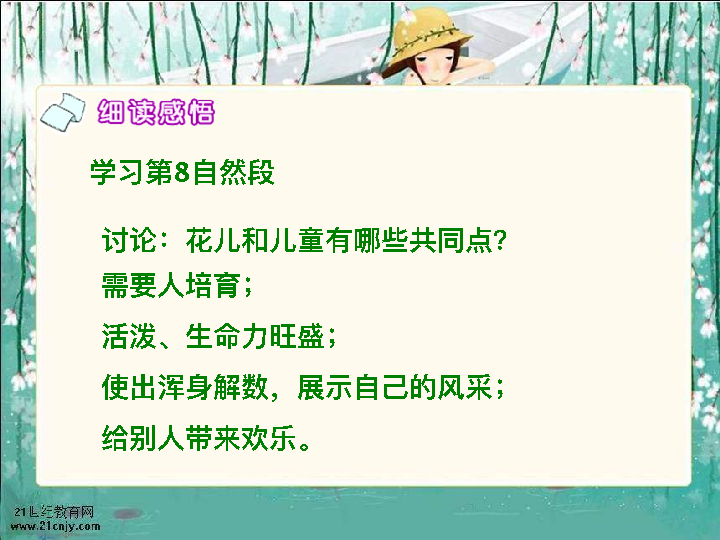 细读感悟
学习第8自然段
讨论：花儿和儿童有哪些共同点？
需要人培育；
活泼、生命力旺盛；
使出浑身解数，展示自己的风采；
给别人带来欢乐。
21世纪教育网
www.21cnjy.com